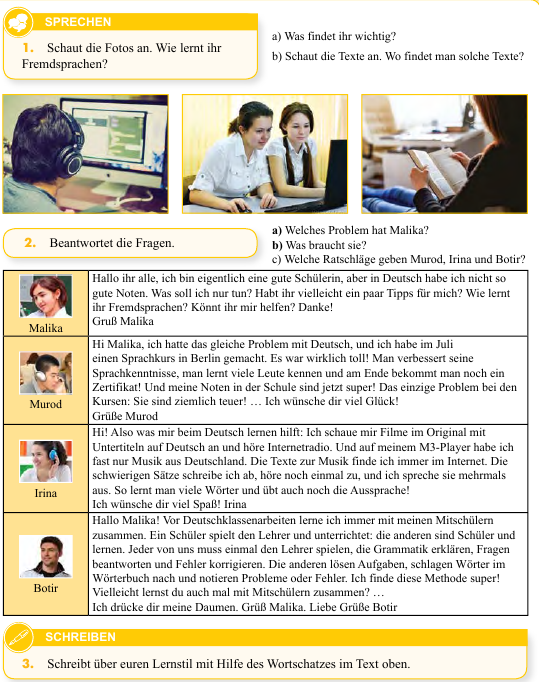 SPRECHEN
1. Schaut die Fotos an. Wie lernt ihr
Fremdsprachen?
a) Was findet ihr wichtig?
b) Schaut die Texte an. Wo findet man solche Texte?
2. Beantwortet die Fragen.
a) Welches Problem hat Malika?
b) Was braucht sie?
c) Welche Ratschläge geben Murod, Irina und Botir?
Malika
Hallo ihr alle, ich bin eigentlich eine gute Schülerin, aber in Deutsch habe ich nicht so
gute Noten. Was soll ich nur tun? Habt ihr vielleicht ein paar Tipps für mich? Wie lernt
ihr Fremdsprachen? Könnt ihr mir helfen? Danke!
Gruß Malika
Murod
Hi Malika, ich hatte das gleiche Problem mit Deutsch, und ich habe im Juli
einen Sprachkurs in Berlin gemacht. Es war wirklich toll! Man verbessert seine
Sprachkenntnisse, man lernt viele Leute kennen und am Ende bekommt man noch ein
Zertifikat! Und meine Noten in der Schule sind jetzt super! Das einzige Problem bei den
Kursen: Sie sind ziemlich teuer! … Ich wünsche dir viel Glück!
Grüße Murod
Irina
Hi! Also was mir beim Deutsch lernen hilft: Ich schaue mir Filme im Original mit
Untertiteln auf Deutsch an und höre Internetradio. Und auf meinem M3-Player habe ich
fast nur Musik aus Deutschland. Die Texte zur Musik finde ich immer im Internet. Die
schwierigen Sätze schreibe ich ab, höre noch einmal zu, und ich spreche sie mehrmals
aus. So lernt man viele Wörter und übt auch noch die Aussprache!
Ich wünsche dir viel Spaß! Irina
Botir
Hallo Malika! Vor Deutschklassenarbeiten lerne ich immer mit meinen Mitschülern
zusammen. Ein Schüler spielt den Lehrer und unterrichtet: die anderen sind Schüler und
lernen. Jeder von uns muss einmal den Lehrer spielen, die Grammatik erklären, Fragen
beantworten und Fehler korrigieren. Die anderen lösen Aufgaben, schlagen Wörter im
Wörterbuch nach und notieren Probleme oder Fehler. Ich finde diese Methode super!
Vielleicht lernst du auch mal mit Mitschülern zusammen? …
Ich drücke dir meine Daumen. Grüß Malika. Liebe Grüße Botir
SCHREIBEN
3. Schreibt über euren Lernstil mit Hilfe des Wortschatzes im Text oben.